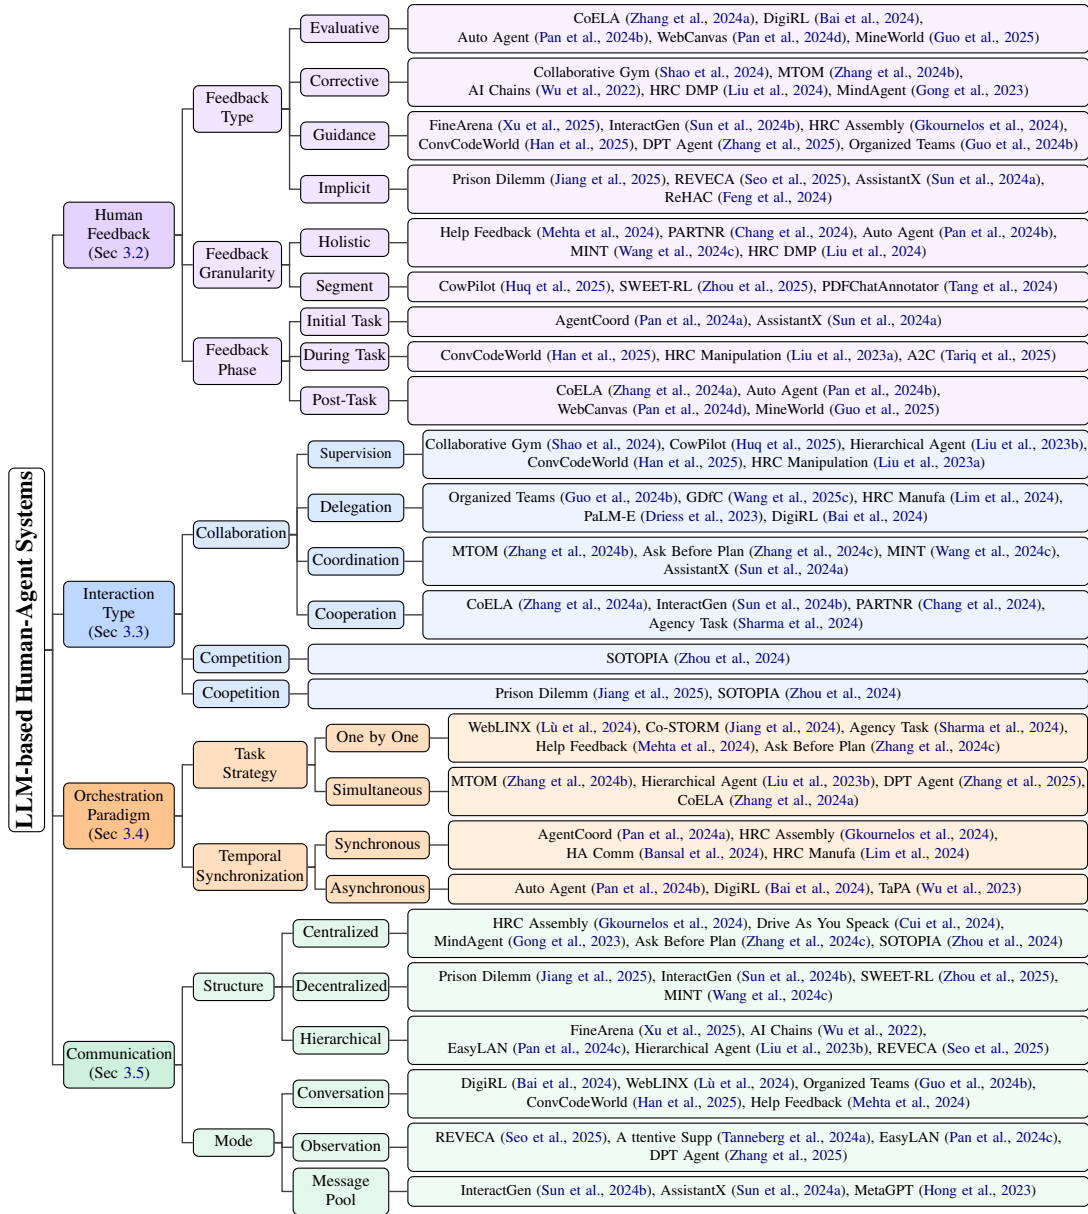 LLM-based Human-Agent Systems
Human
Feedback
(Sec 3.2)
Feedback
Type
Evaluative
CoELA (Zhang et al., 2024a), DigiRL (Bai et al., 2024),
Auto Agent (Pan et al., 2024b), WebCanvas (Pan et al., 2024d), MineWorld (Guo et al., 2025)
Corrective
Collaborative Gym (Shao et al., 2024), MTOM (Zhang et al., 2024b),
AI Chains (Wu et al., 2022), HRC DMP (Liu et al., 2024), MindAgent (Gong et al., 2023)
Guidance
FineArena (Xu et al., 2025), InteractGen (Sun et al., 2024b), HRC Assembly (Gkournelos et al., 2024),
ConvCodeWorld (Han et al., 2025), DPT Agent (Zhang et al., 2025), Organized Teams (Guo et al., 2024b)
Implicit
Prison Dilemm (Jiang et al., 2025), REVECA (Seo et al., 2025), AssistantX (Sun et al., 2024a),
ReHAC (Feng et al., 2024)
Feedback
Granularity
Holistic
Help Feedback (Mehta et al., 2024), PARTNR (Chang et al., 2024), Auto Agent (Pan et al., 2024b),
MINT (Wang et al., 2024c), HRC DMP (Liu et al., 2024)
Segment
CowPilot (Huq et al., 2025), SWEET-RL (Zhou et al., 2025), PDFChatAnnotator (Tang et al., 2024)
Feedback
Phase
Initial Task
AgentCoord (Pan et al., 2024a), AssistantX (Sun et al., 2024a)
During Task
ConvCodeWorld (Han et al., 2025), HRC Manipulation (Liu et al., 2023a), A2C (Tariq et al., 2025)
Post-Task
CoELA (Zhang et al., 2024a), Auto Agent (Pan et al., 2024b),
WebCanvas (Pan et al., 2024d), MineWorld (Guo et al., 2025)
Interaction
Type
(Sec 3.3)
Collaboration
Supervision
Collaborative Gym (Shao et al., 2024), CowPilot (Huq et al., 2025), Hierarchical Agent (Liu et al., 2023b),
ConvCodeWorld (Han et al., 2025), HRC Manipulation (Liu et al., 2023a)
Delegation
Organized Teams (Guo et al., 2024b), GDfC (Wang et al., 2025c), HRC Manufa (Lim et al., 2024),
PaLM-E (Driess et al., 2023), DigiRL (Bai et al., 2024)
Coordination
MTOM (Zhang et al., 2024b), Ask Before Plan (Zhang et al., 2024c), MINT (Wang et al., 2024c),
AssistantX (Sun et al., 2024a)
Cooperation
CoELA (Zhang et al., 2024a), InteractGen (Sun et al., 2024b), PARTNR (Chang et al., 2024),
Agency Task (Sharma et al., 2024)
Competition
SOTOPIA (Zhou et al., 2024)
Coopetition
Prison Dilemm (Jiang et al., 2025), SOTOPIA (Zhou et al., 2024)
Orchestration
Paradigm
(Sec 3.4)
Task
Strategy
One by One
WebLINX (Lù et al., 2024), Co-STORM (Jiang et al., 2024), Agency Task (Sharma et al., 2024),
Help Feedback (Mehta et al., 2024), Ask Before Plan (Zhang et al., 2024c)
Simultaneous
MTOM (Zhang et al., 2024b), Hierarchical Agent (Liu et al., 2023b), DPT Agent (Zhang et al., 2025),
CoELA (Zhang et al., 2024a)
Temporal
Synchronization
Synchronous
AgentCoord (Pan et al., 2024a), HRC Assembly (Gkournelos et al., 2024),
HA Comm (Bansal et al., 2024), HRC Manufa (Lim et al., 2024)
Asynchronous
Auto Agent (Pan et al., 2024b), DigiRL (Bai et al., 2024), TaPA (Wu et al., 2023)
Communication
(Sec 3.5)
Structure
Centralized
HRC Assembly (Gkournelos et al., 2024), Drive As You Speack (Cui et al., 2024),
MindAgent (Gong et al., 2023), Ask Before Plan (Zhang et al., 2024c), SOTOPIA (Zhou et al., 2024)
Decentralized
Prison Dilemm (Jiang et al., 2025), InteractGen (Sun et al., 2024b), SWEET-RL (Zhou et al., 2025),
MINT (Wang et al., 2024c)
Hierarchical
FineArena (Xu et al., 2025), AI Chains (Wu et al., 2022),
EasyLAN (Pan et al., 2024c), Hierarchical Agent (Liu et al., 2023b), REVECA (Seo et al., 2025)
Mode
Conversation
DigiRL (Bai et al., 2024), WebLINX (Lù et al., 2024), Organized Teams (Guo et al., 2024b),
ConvCodeWorld (Han et al., 2025), Help Feedback (Mehta et al., 2024)
Observation
REVECA (Seo et al., 2025), A ttentive Supp (Tanneberg et al., 2024a), EasyLAN (Pan et al., 2024c),
DPT Agent (Zhang et al., 2025)
Message
Pool
InteractGen (Sun et al., 2024b), AssistantX (Sun et al., 2024a), MetaGPT (Hong et al., 2023)